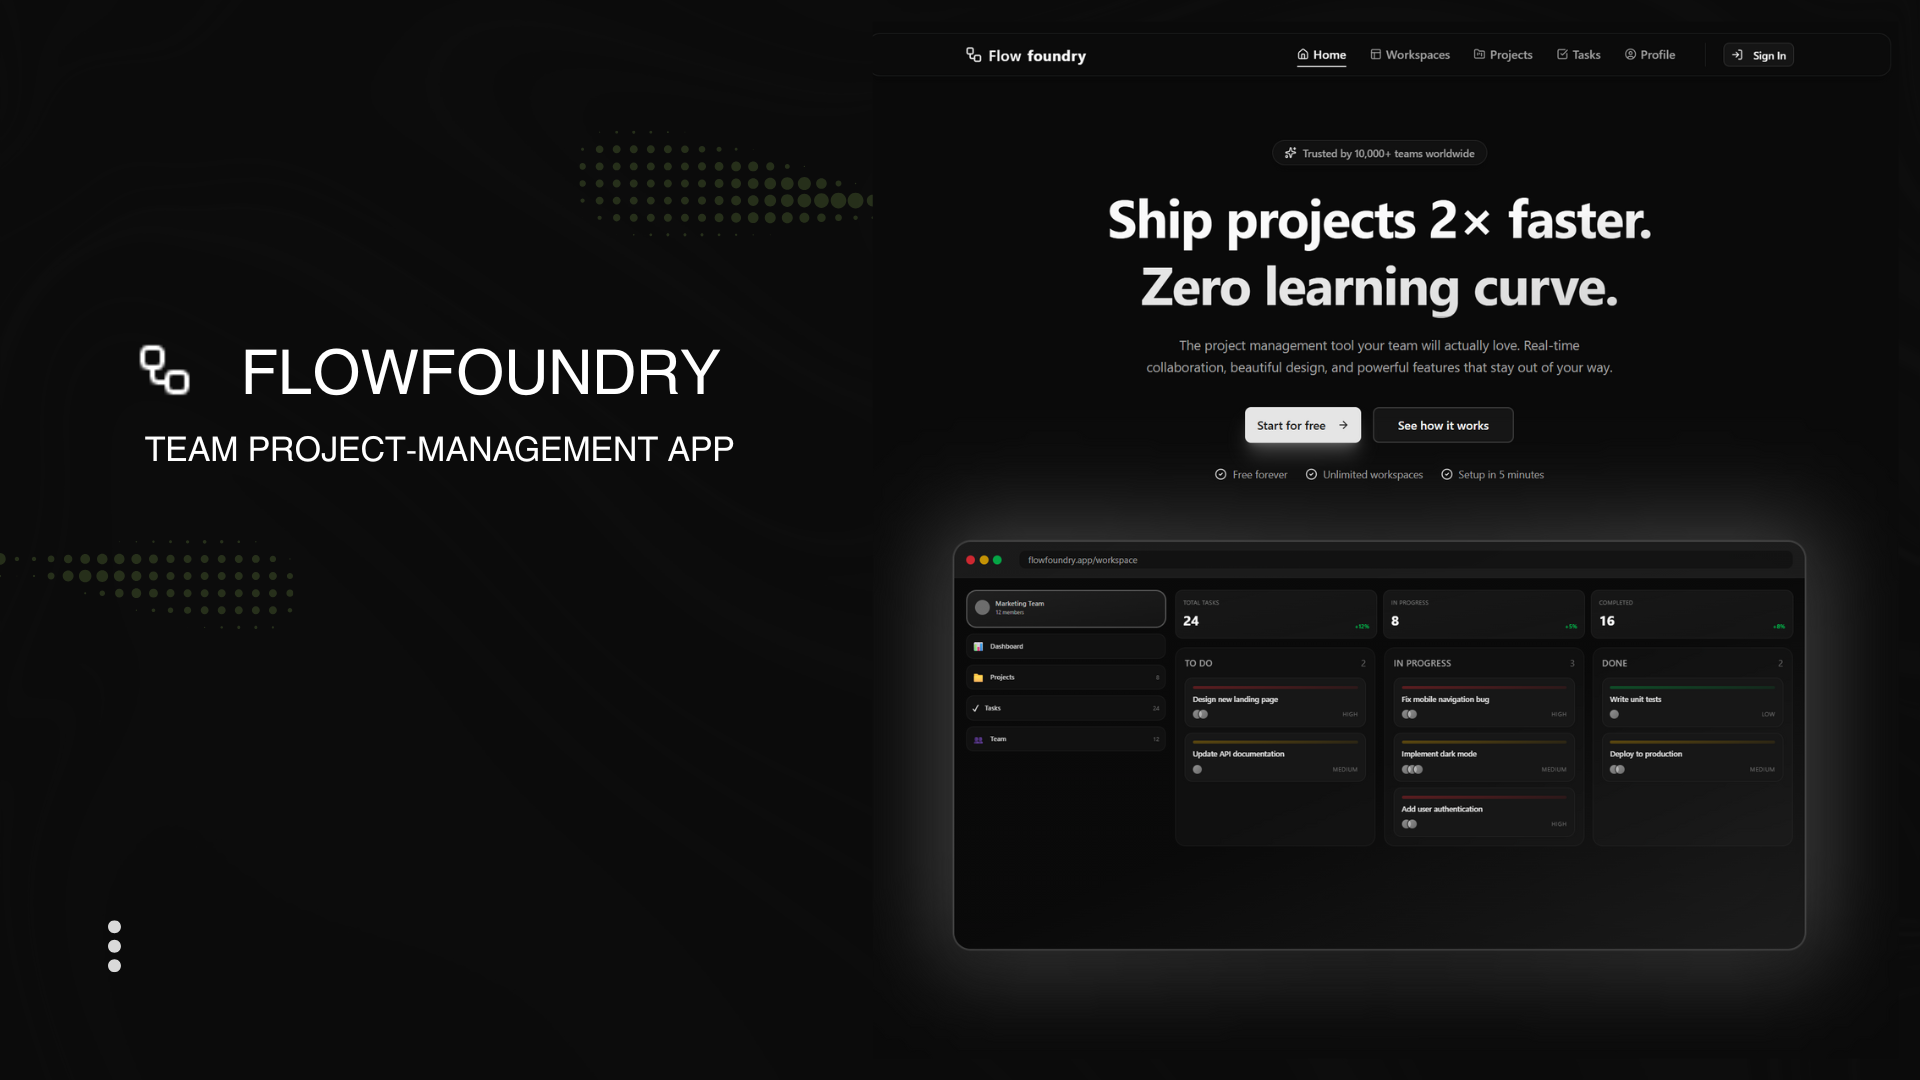 FLOWFOUNDRY
TEAM PROJECT-MANAGEMENT APP
Flow foundry
Home
Workspaces
Projects
Tasks
Profile
Sign In
Trusted by 10,000+ teams worldwide
Ship projects 2× faster.
Zero learning curve.
The project management tool your team will actually love. Real-time
collaboration, beautiful design, and powerful features that stay out of your way.
Start for free
See how it works
Free forever
Unlimited workspaces
Setup in 5 minutes
flowfoundry.app/workspace
Marketing Team
12 members
Dashboard
Projects
8
Tasks
24
Team
12
TOTAL TASKS
24
+12%
IN PROGRESS
8
+5%
COMPLETED
16
+8%
TO DO
2
Design new landing page
HIGH
Update API documentation
MEDIUM
IN PROGRESS
3
Fix mobile navigation bug
HIGH
Implement dark mode
MEDIUM
Add user authentication
HIGH
DONE
2
Write unit tests
LOW
Deploy to production
MEDIUM